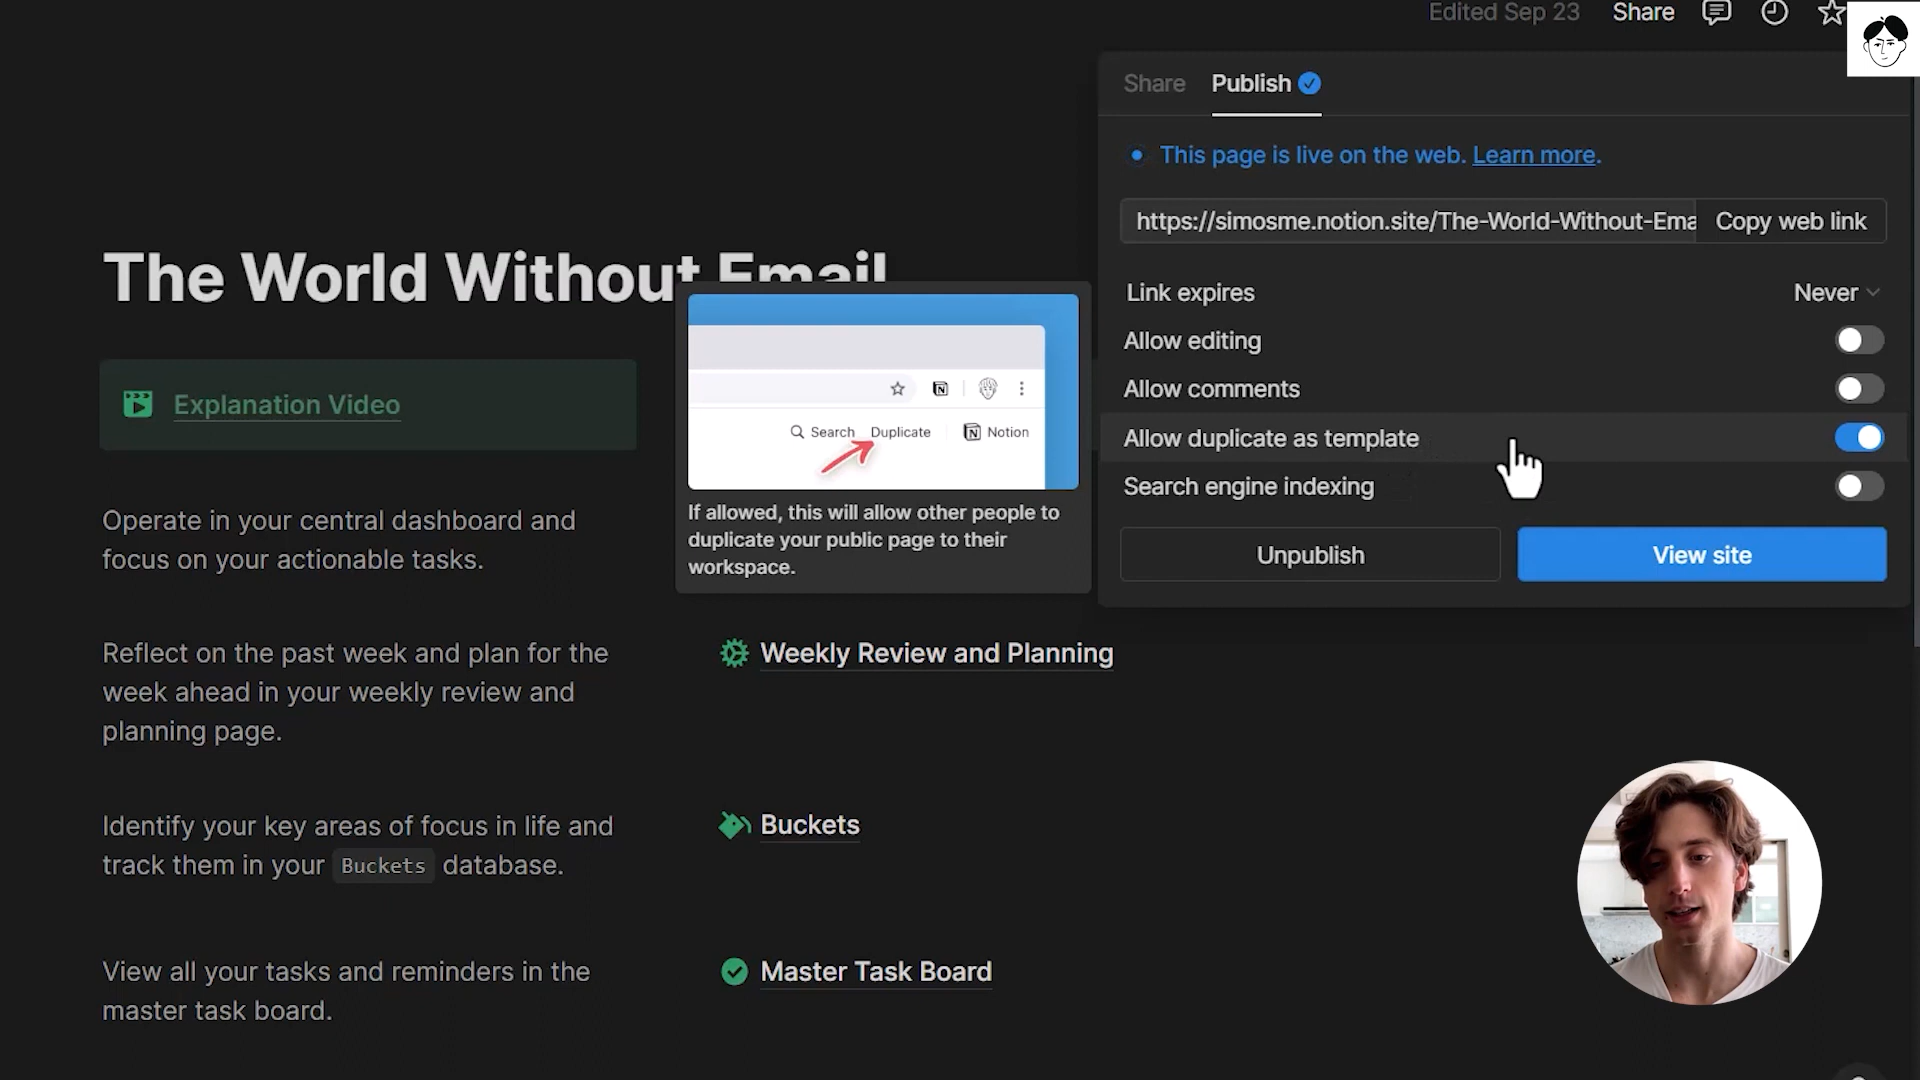 Edited Sep 23 Share
Share Publish
This page is live on the web. Learn more.
https://simosme.notion.site/The-World-Without-Ema Copy web link
Link expires Never
Allow editing
Allow comments
Allow duplicate as template
Search engine indexing
Unpublish View site
The World Without Email
Search Duplicate Notion
If allowed, this will allow other people to
duplicate your public page to their
workspace.
Explanation Video
Operate in your central dashboard and
focus on your actionable tasks.
Reflect on the past week and plan for the
week ahead in your weekly review and
planning page.
Weekly Review and Planning
Identify your key areas of focus in life and
track them in your Buckets database.
Buckets
View all your tasks and reminders in the
master task board.
Master Task Board